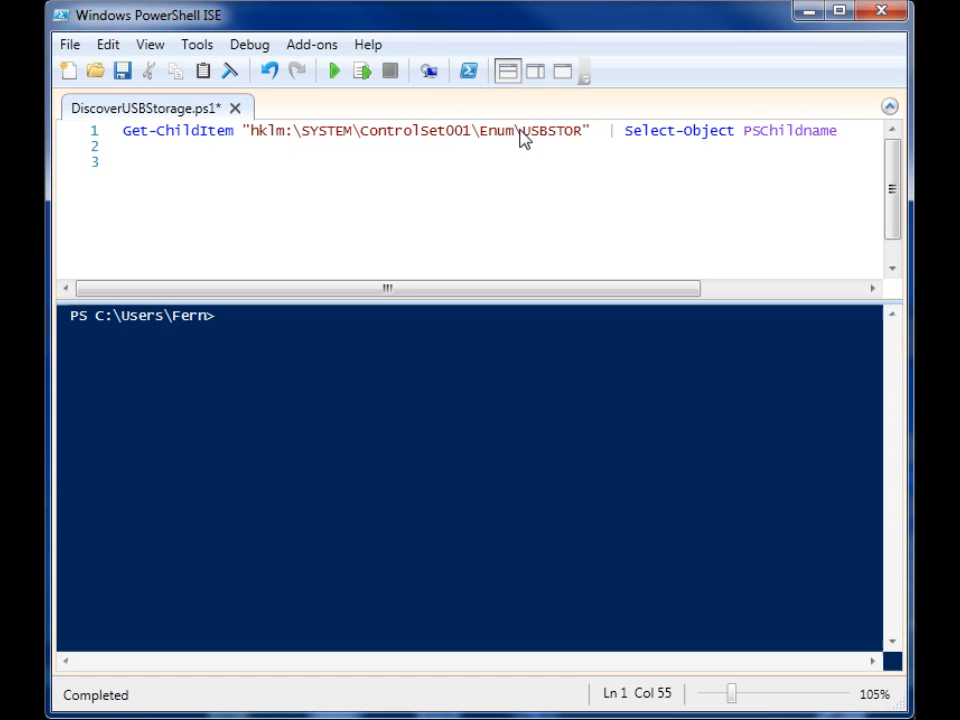 Windows PowerShell ISE
File Edit View Tools Debug Add-ons Help
DiscoverUSBStorage.ps1*
1 Get-ChildItem "hklm:\SYSTEM\ControlSet001\Enum\USBSTOR" | Select-Object PSChildname
2
3
PS C:\Users\Fern>
Completed Ln 1 Col 55 105%